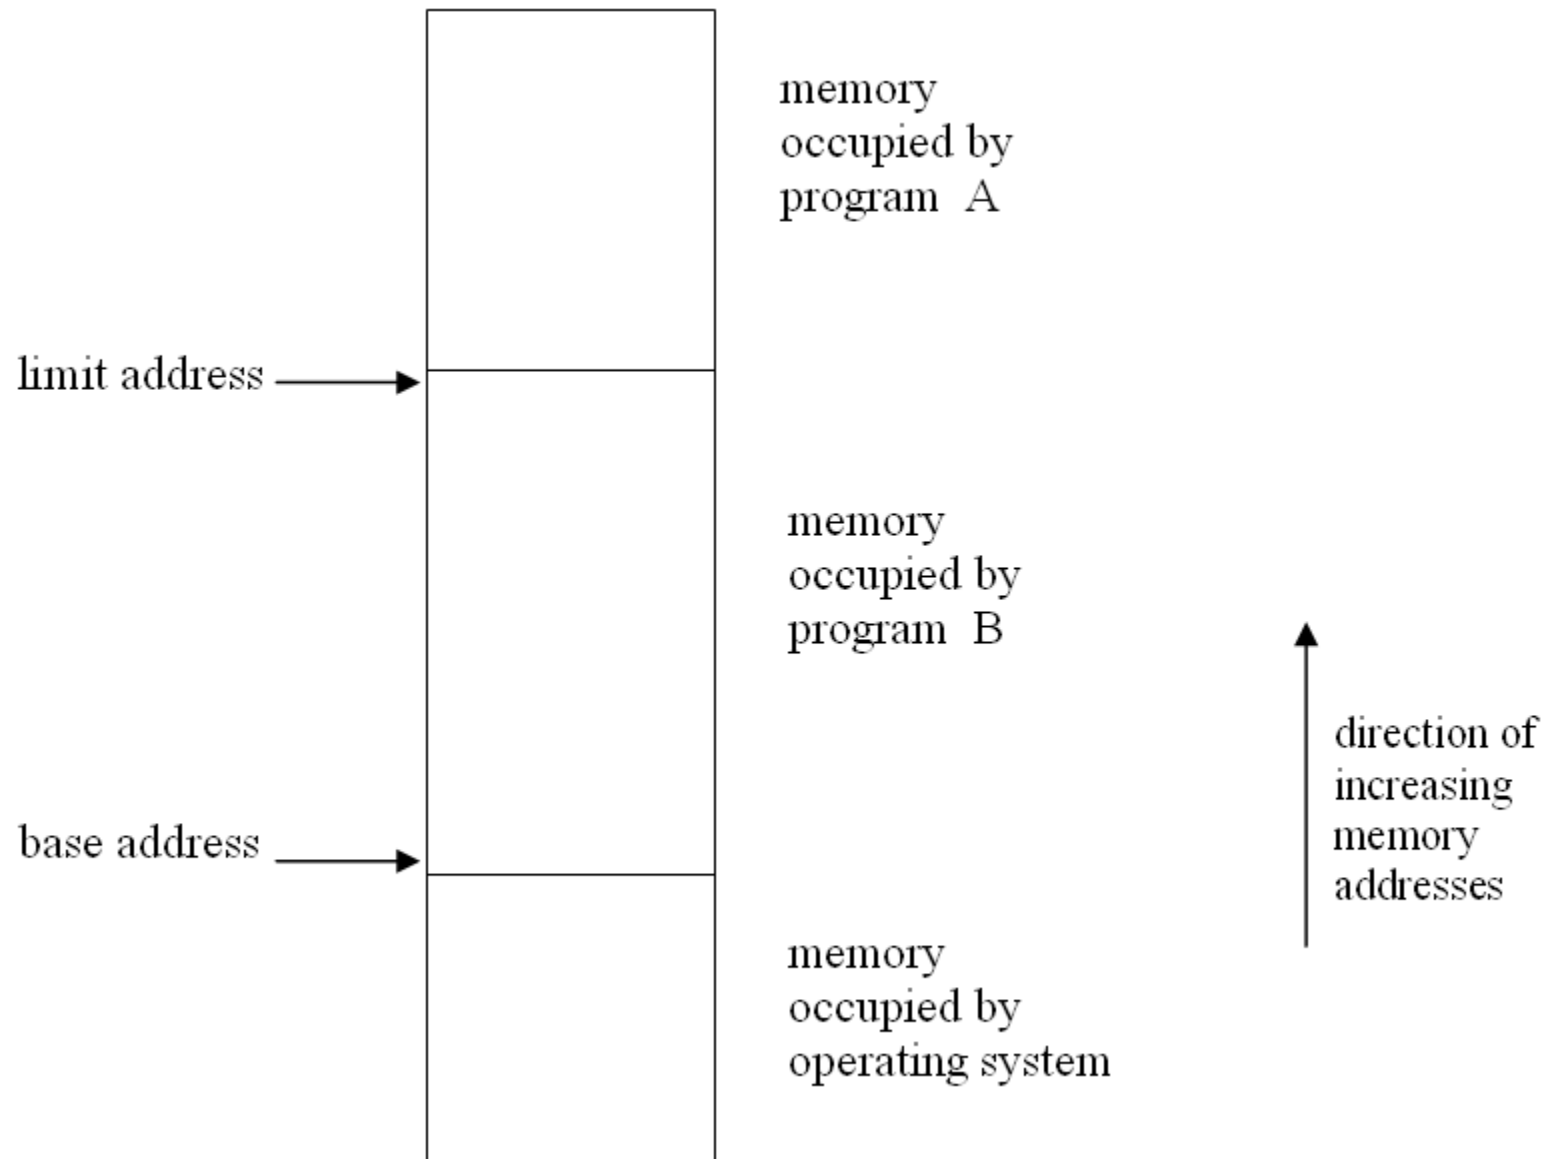 memory
occupied by
program A
limit address
memory
occupied by
program B
direction of
increasing
memory
addresses
base address
memory
occupied by
operating system